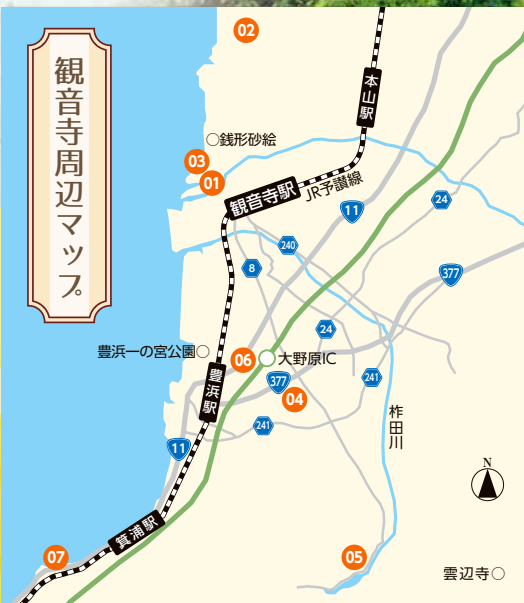 観音寺周辺マップ
02
本山駅
銭形砂絵
03
01
観音寺駅
JR予讃線
11
24
240
8
377
24
豊浜一の宮公園
06
大野原IC
豊浜駅
377
04
241
241
柞田川
11
N
箕浦駅
07
05
雲辺寺